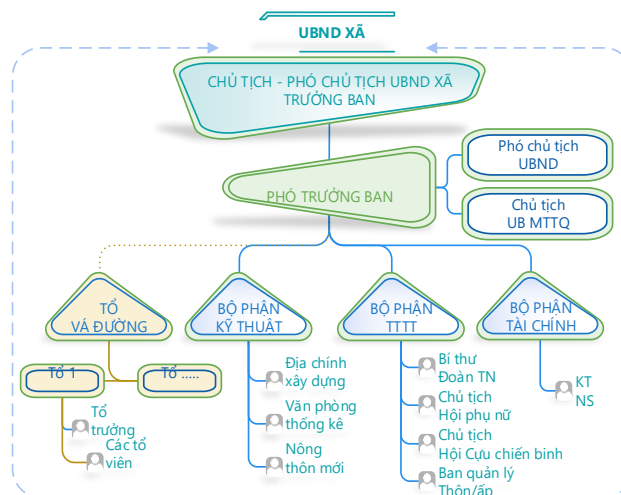 UBND XÃ
CHỦ TỊCH - PHÓ CHỦ TỊCH UBND XÃ
TRƯỞNG BAN
Phó chủ tịch
UBND
PHÓ TRƯỞNG BAN
Chủ tịch
UB MTTQ
TỔ
VÁ ĐƯỜNG
BỘ PHẬN
KỸ THUẬT
BỘ PHẬN
TTTT
BỘ PHẬN
TÀI CHÍNH
Tổ 1
Tổ .....
Tổ
trưởng
Các tổ
viên
Địa chính
xây dựng
Văn phòng
thống kê
Nông
thôn mới
Bí thư
Đoàn TN
Chủ tịch
Hội phụ nữ
Chủ tịch
Hội Cựu chiến binh
Ban quản lý
Thôn/ấp
KT
NS